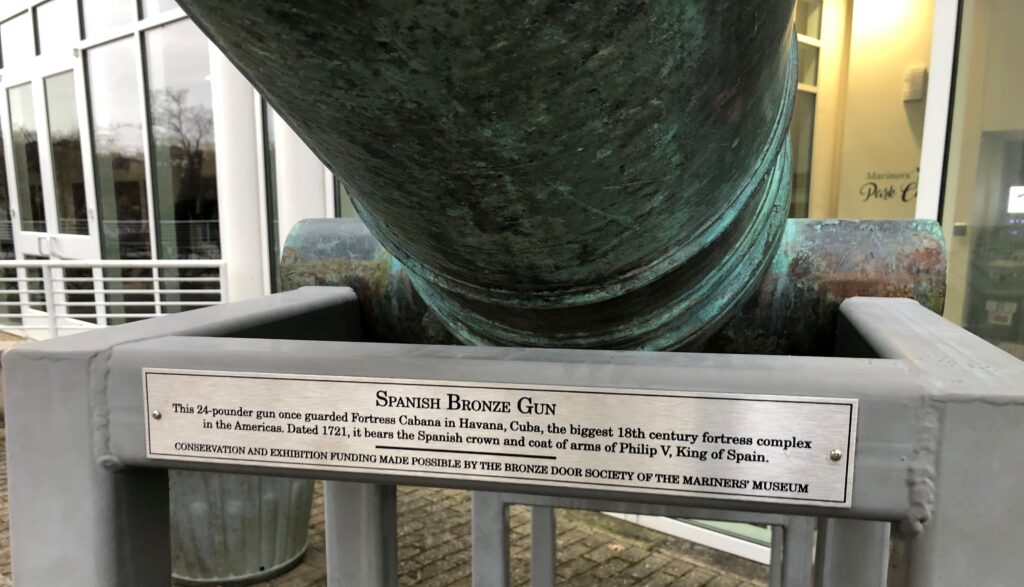 Mariners'
Park C
SPANISH BRONZE GUN
This 24-pounder gun once guarded Fortress Cabana in Havana, Cuba, the biggest 18th century fortress complex
in the Americas. Dated 1721, it bears the Spanish crown and coat of arms of Philip V, King of Spain.
CONSERVATION AND EXHIBITION FUNDING MADE POSSIBLE BY THE BRONZE DOOR SOCIETY OF THE MARINERS' MUSEUM